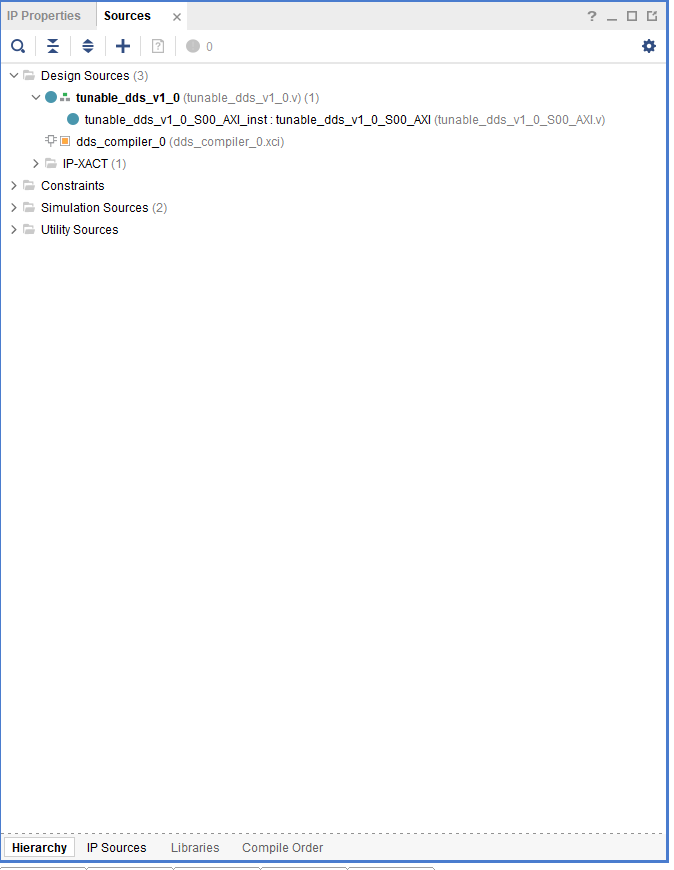 IP Properties Sources
0
Design Sources (3)
tunable_dds_v1_0 (tunable_dds_v1_0.v) (1)
tunable_dds_v1_0_S00_AXI_inst : tunable_dds_v1_0_S00_AXI (tunable_dds_v1_0_S00_AXI.v)
dds_compiler_0 (dds_compiler_0.xci)
IP-XACT (1)
Constraints
Simulation Sources (2)
Utility Sources
Hierarchy IP Sources Libraries Compile Order